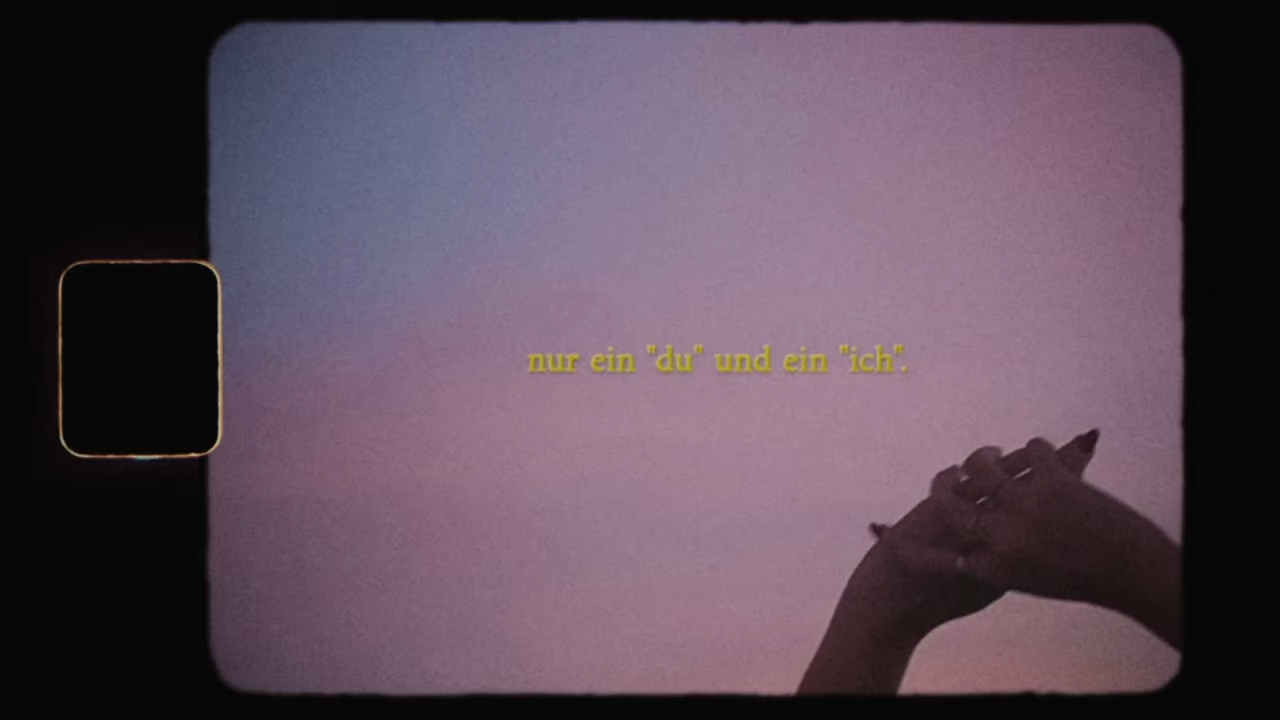 nur ein "du" und ein "ich".